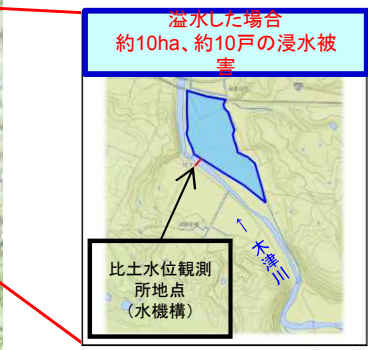 溢水した場合
約10ha、約10戸の浸水被
害
↑
木津川
比土水位観測
所地点
（水機構）